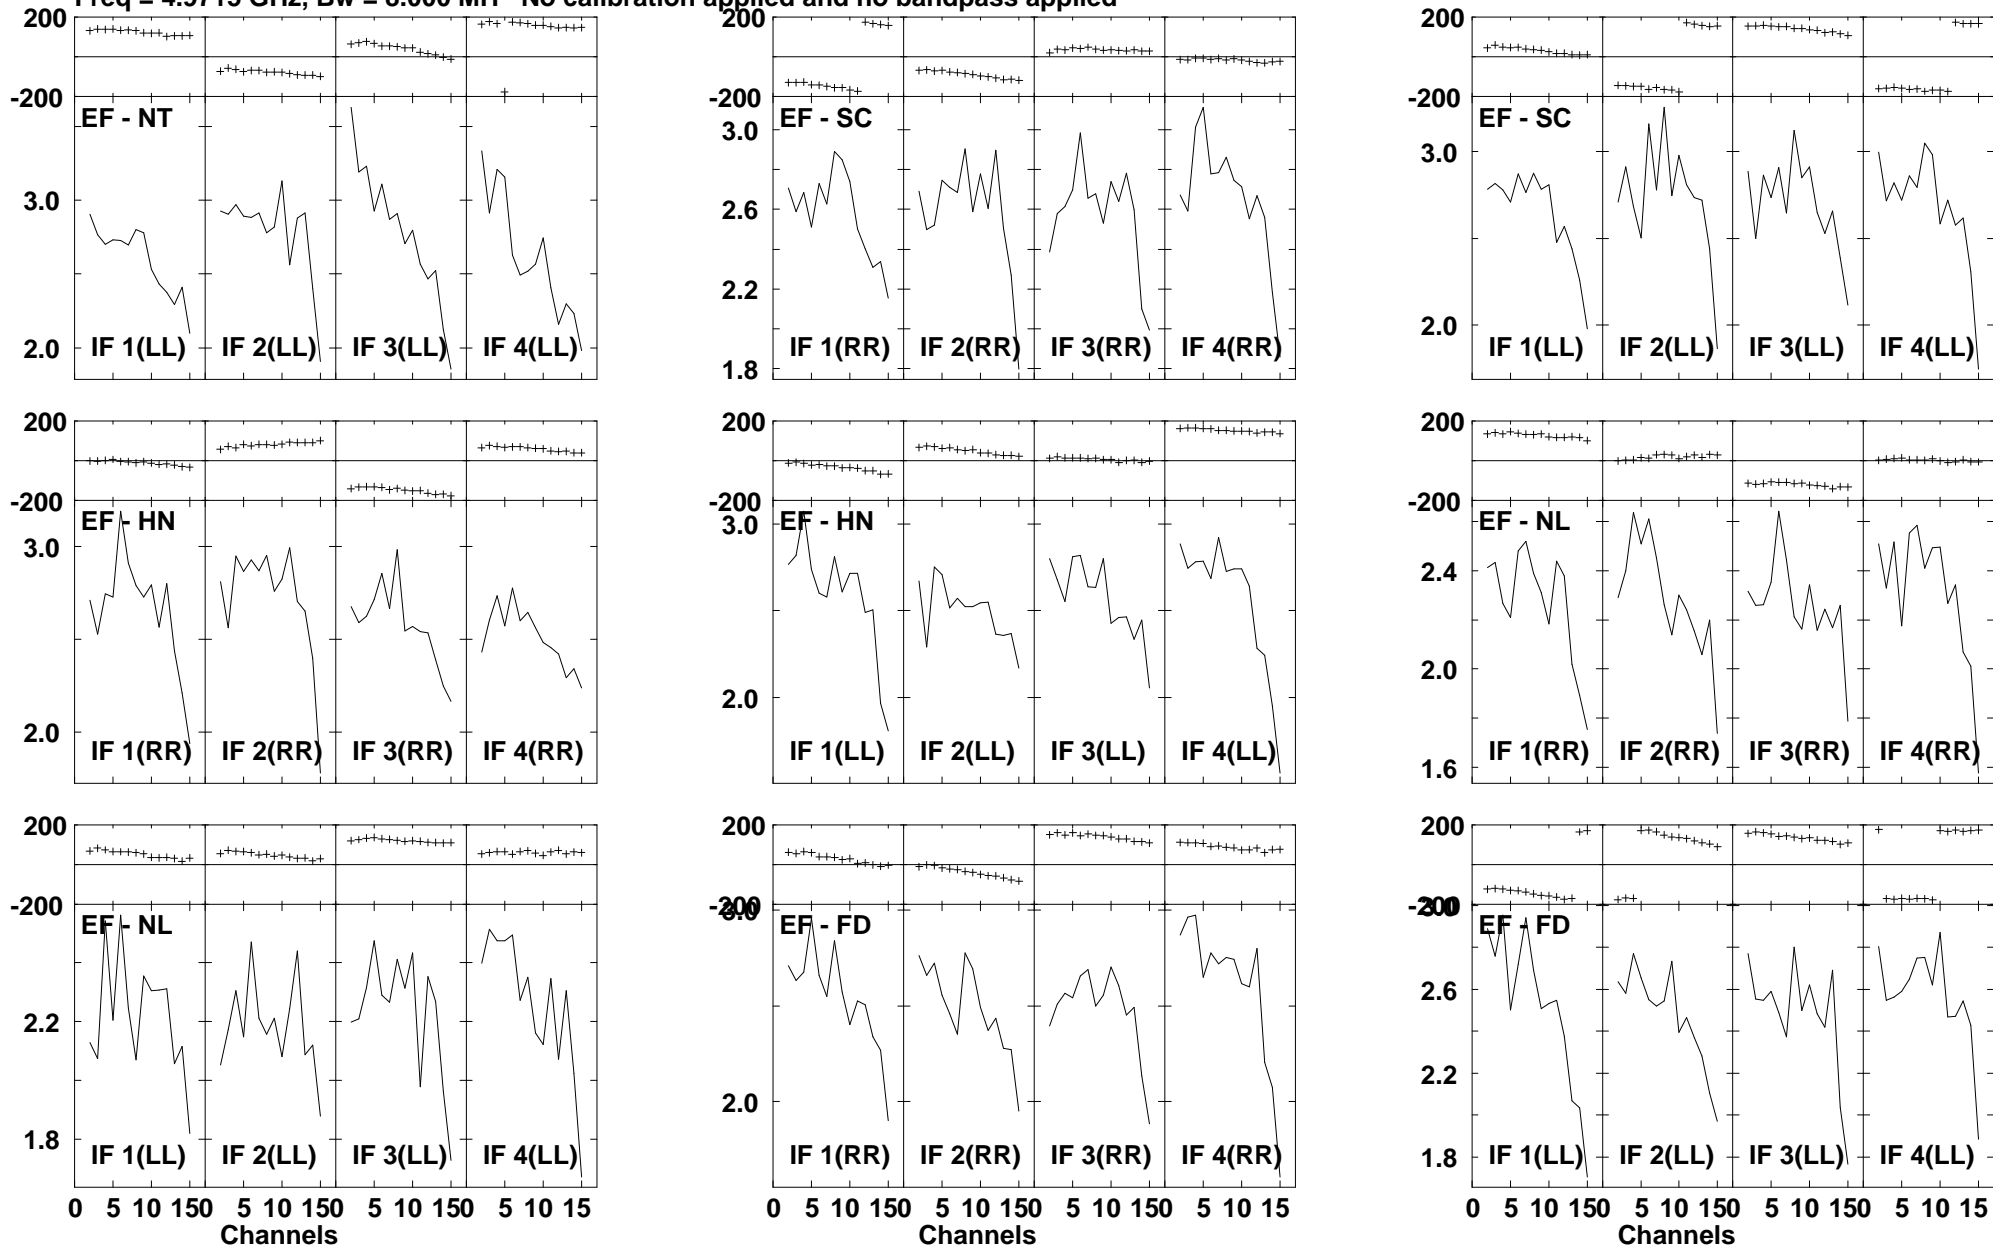 Freq = 4.9715 GHz, Bw = 8.000 MH No calibration applied and no bandpass applied
200 200 200
-200 -200 -200
EF - NT EF - SC EF - SC
3.0 3.0 3.0
2.6
2.2
2.0 2.0
1.8
IF 1(LL) IF 2(LL) IF 3(LL) IF 4(LL) IF 1(RR) IF 2(RR) IF 3(RR) IF 4(RR) IF 1(LL) IF 2(LL) IF 3(LL) IF 4(LL)
200 200 200
-200 -200 -200
EF - HN EF - HN EF - NL
3.0 3.0
2.4
2.0 2.0 2.0
1.6
IF 1(RR) IF 2(RR) IF 3(RR) IF 4(RR) IF 1(LL) IF 2(LL) IF 3(LL) IF 4(LL) IF 1(RR) IF 2(RR) IF 3(RR) IF 4(RR)
200 200 200
-200 -200 -200
3.0 3.0
EF - NL EF - FD EF - FD
2.6
2.2 2.2
2.0
1.8 1.8
IF 1(LL) IF 2(LL) IF 3(LL) IF 4(LL) IF 1(RR) IF 2(RR) IF 3(RR) IF 4(RR) IF 1(LL) IF 2(LL) IF 3(LL) IF 4(LL)
0 5 10 150 5 10 150 5 10 150 5 10 15 0 5 10 150 5 10 150 5 10 150 5 10 15 0 5 10 150 5 10 150 5 10 150 5 10 15
Channels Channels Channels